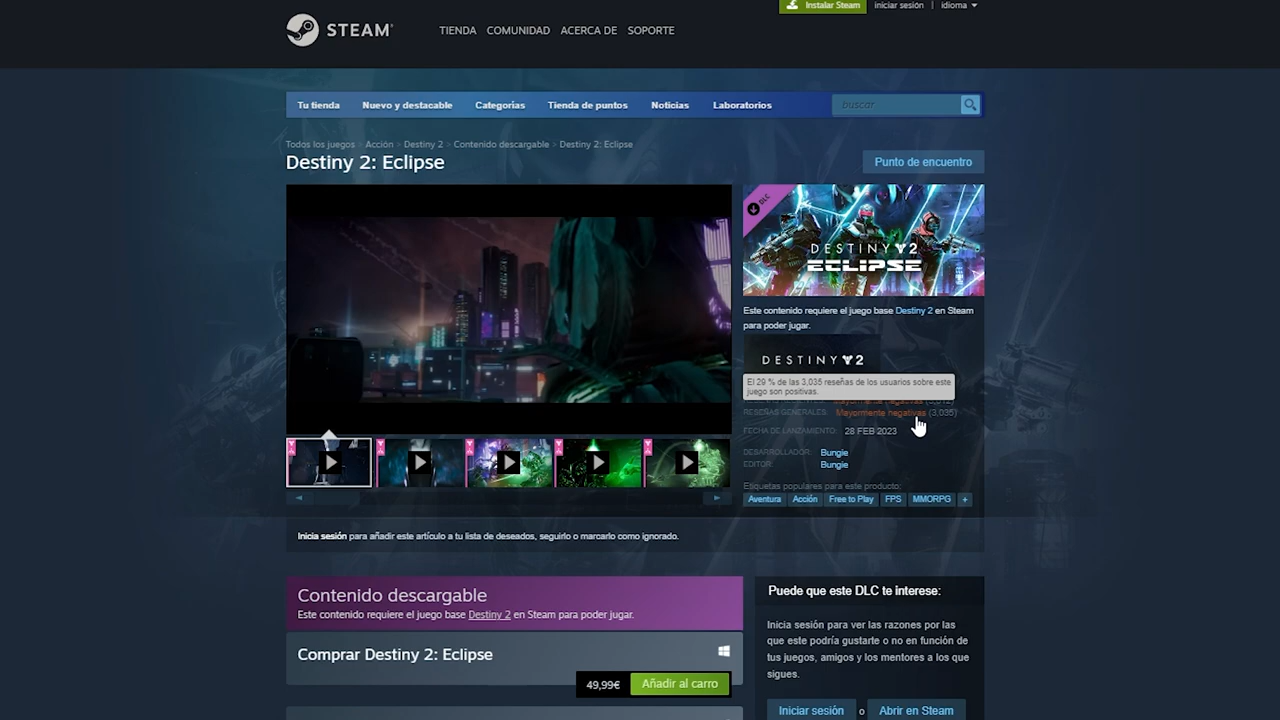 Instalar Steam iniciar sesión | idioma
STEAM®
TIENDA COMUNIDAD ACERCA DE SOPORTE
Tu tienda Nuevo y destacable Categorías Tienda de puntos Noticias Laboratorios buscar
Todos los juegos > Acción > Destiny 2 > Contenido descargable > Destiny 2: Eclipse
Destiny 2: Eclipse
Punto de encuentro
DLC
DESTINY 2
ECLIPSE
Este contenido requiere el juego base Destiny 2 en Steam
para poder jugar.
DESTINY 2
El 29 % de las 3,035 reseñas de los usuarios sobre este
juego son positivas.
RESEÑAS GENERALES: Mayormente negativas (3,035)
FECHA DE LANZAMIENTO: 28 FEB 2023
DESARROLLADOR: Bungie
EDITOR: Bungie
Etiquetas populares para este producto:
Aventura Acción Free to Play FPS MMORPG +
Inicia sesión para añadir este artículo a tu lista de deseados, seguirlo o marcarlo como ignorado.
Contenido descargable
Este contenido requiere el juego base Destiny 2 en Steam para poder jugar.
Comprar Destiny 2: Eclipse
49,99€ Añadir al carro
Puede que este DLC te interese:
Inicia sesión para ver las razones por las
que este podría gustarte o no en función de
tus juegos, amigos y los mentores a los que
sigues.
Iniciar sesión o Abrir en Steam